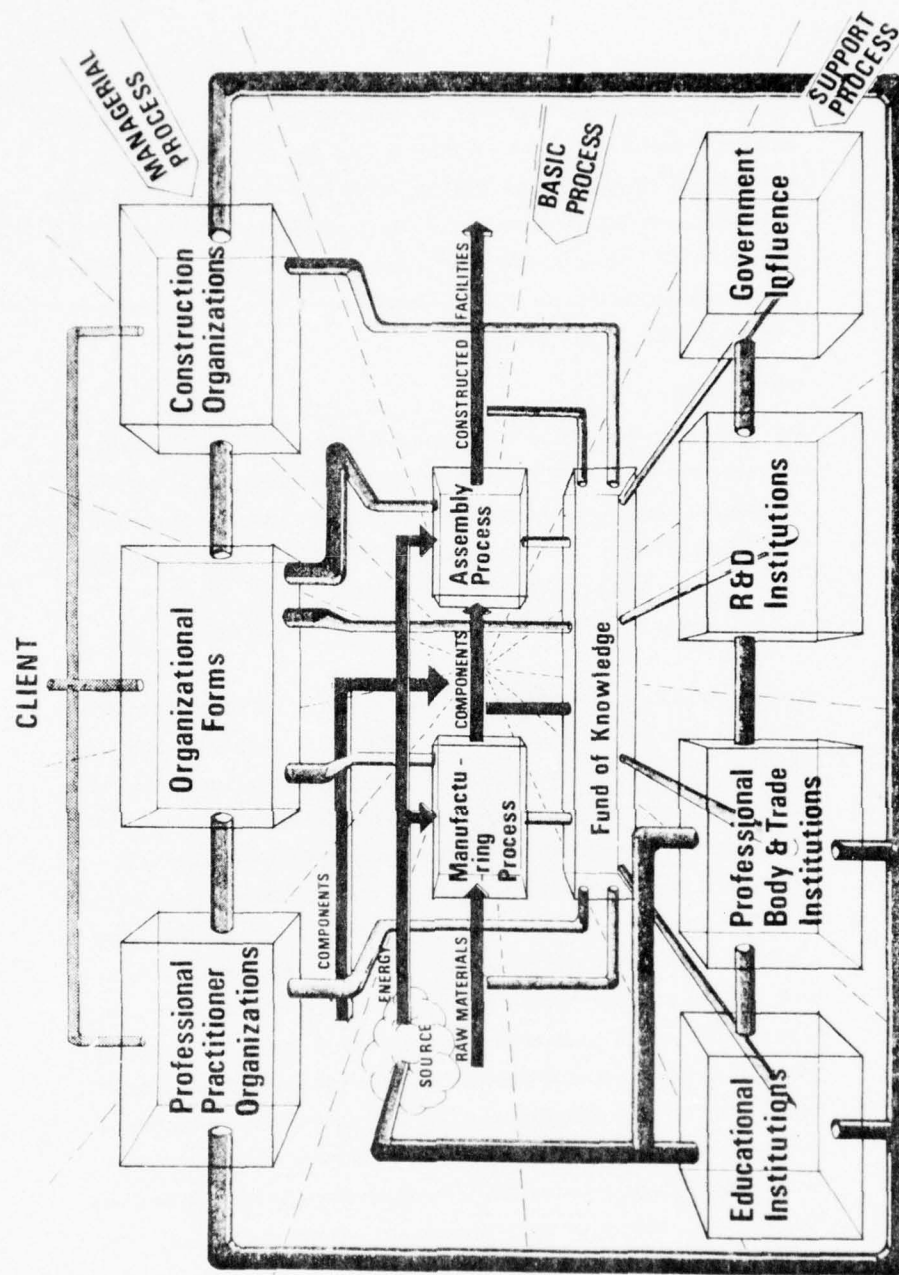 CLIENT
MANAGERIAL
PROCESS
Professional
Practitioner
Organizations
Organizational
Forms
Construction
Organizations
COMPONENTS
ENERGY
SOURCE
RAW MATERIALS
Manufactu-
-ring
Process
COMPONENTS
Assembly
Process
CONSTRUCTED FACILITIES
BASIC
PROCESS
Fund of Knowledge
Educational
Institutions
Professional
Body & Trade
Institutions
R&D
Institutions
Government
Influence
SUPPORT
PROCESS